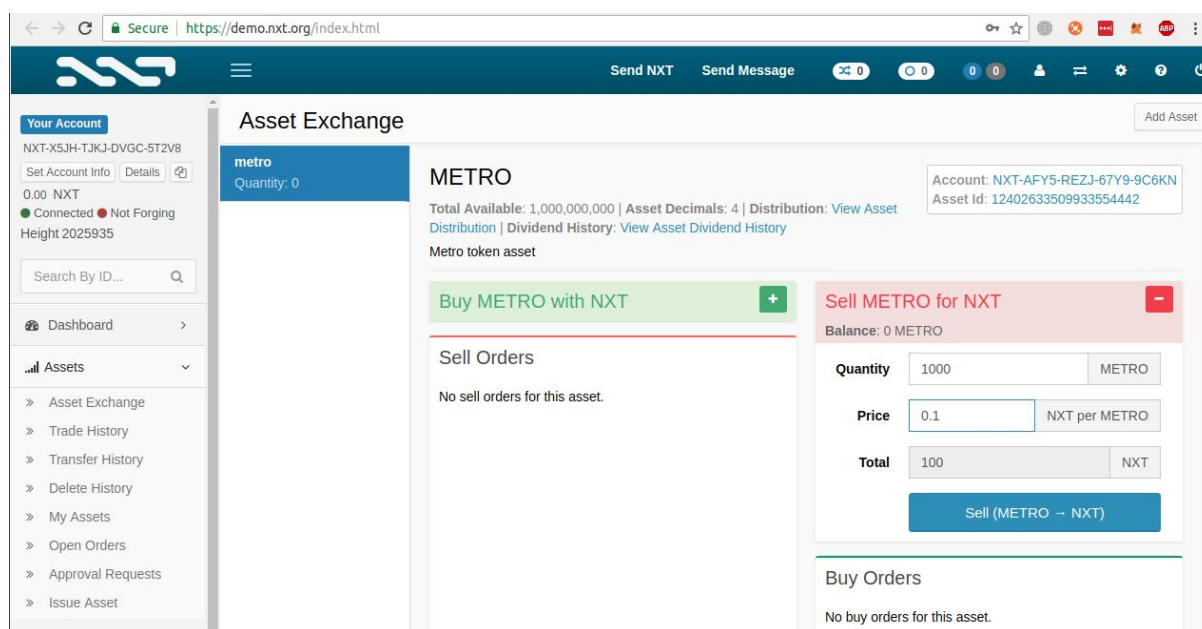 Secure | https://demo.nxt.org/index.html
ABP
Send NXT Send Message 0 0 0 0
Your Account
NXT-X5JH-TJKJ-DVGC-5T2V8
Set Account Info Details
0.00 NXT
Connected Not Forging
Height 2025935
Search By ID...
Dashboard
Assets
Asset Exchange
Trade History
Transfer History
Delete History
My Assets
Open Orders
Approval Requests
Issue Asset
Asset Exchange
Add Asset
metro
Quantity: 0
METRO
Total Available: 1,000,000,000 | Asset Decimals: 4 | Distribution: View Asset
Distribution | Dividend History: View Asset Dividend History
Metro token asset
Account: NXT-AFY5-REZJ-67Y9-9C6KN
Asset Id: 12402633509933554442
Buy METRO with NXT
Sell Orders
No sell orders for this asset.
Sell METRO for NXT
Balance: 0 METRO
Quantity 1000 METRO
Price 0.1 NXT per METRO
Total 100 NXT
Sell (METRO → NXT)
Buy Orders
No buy orders for this asset.